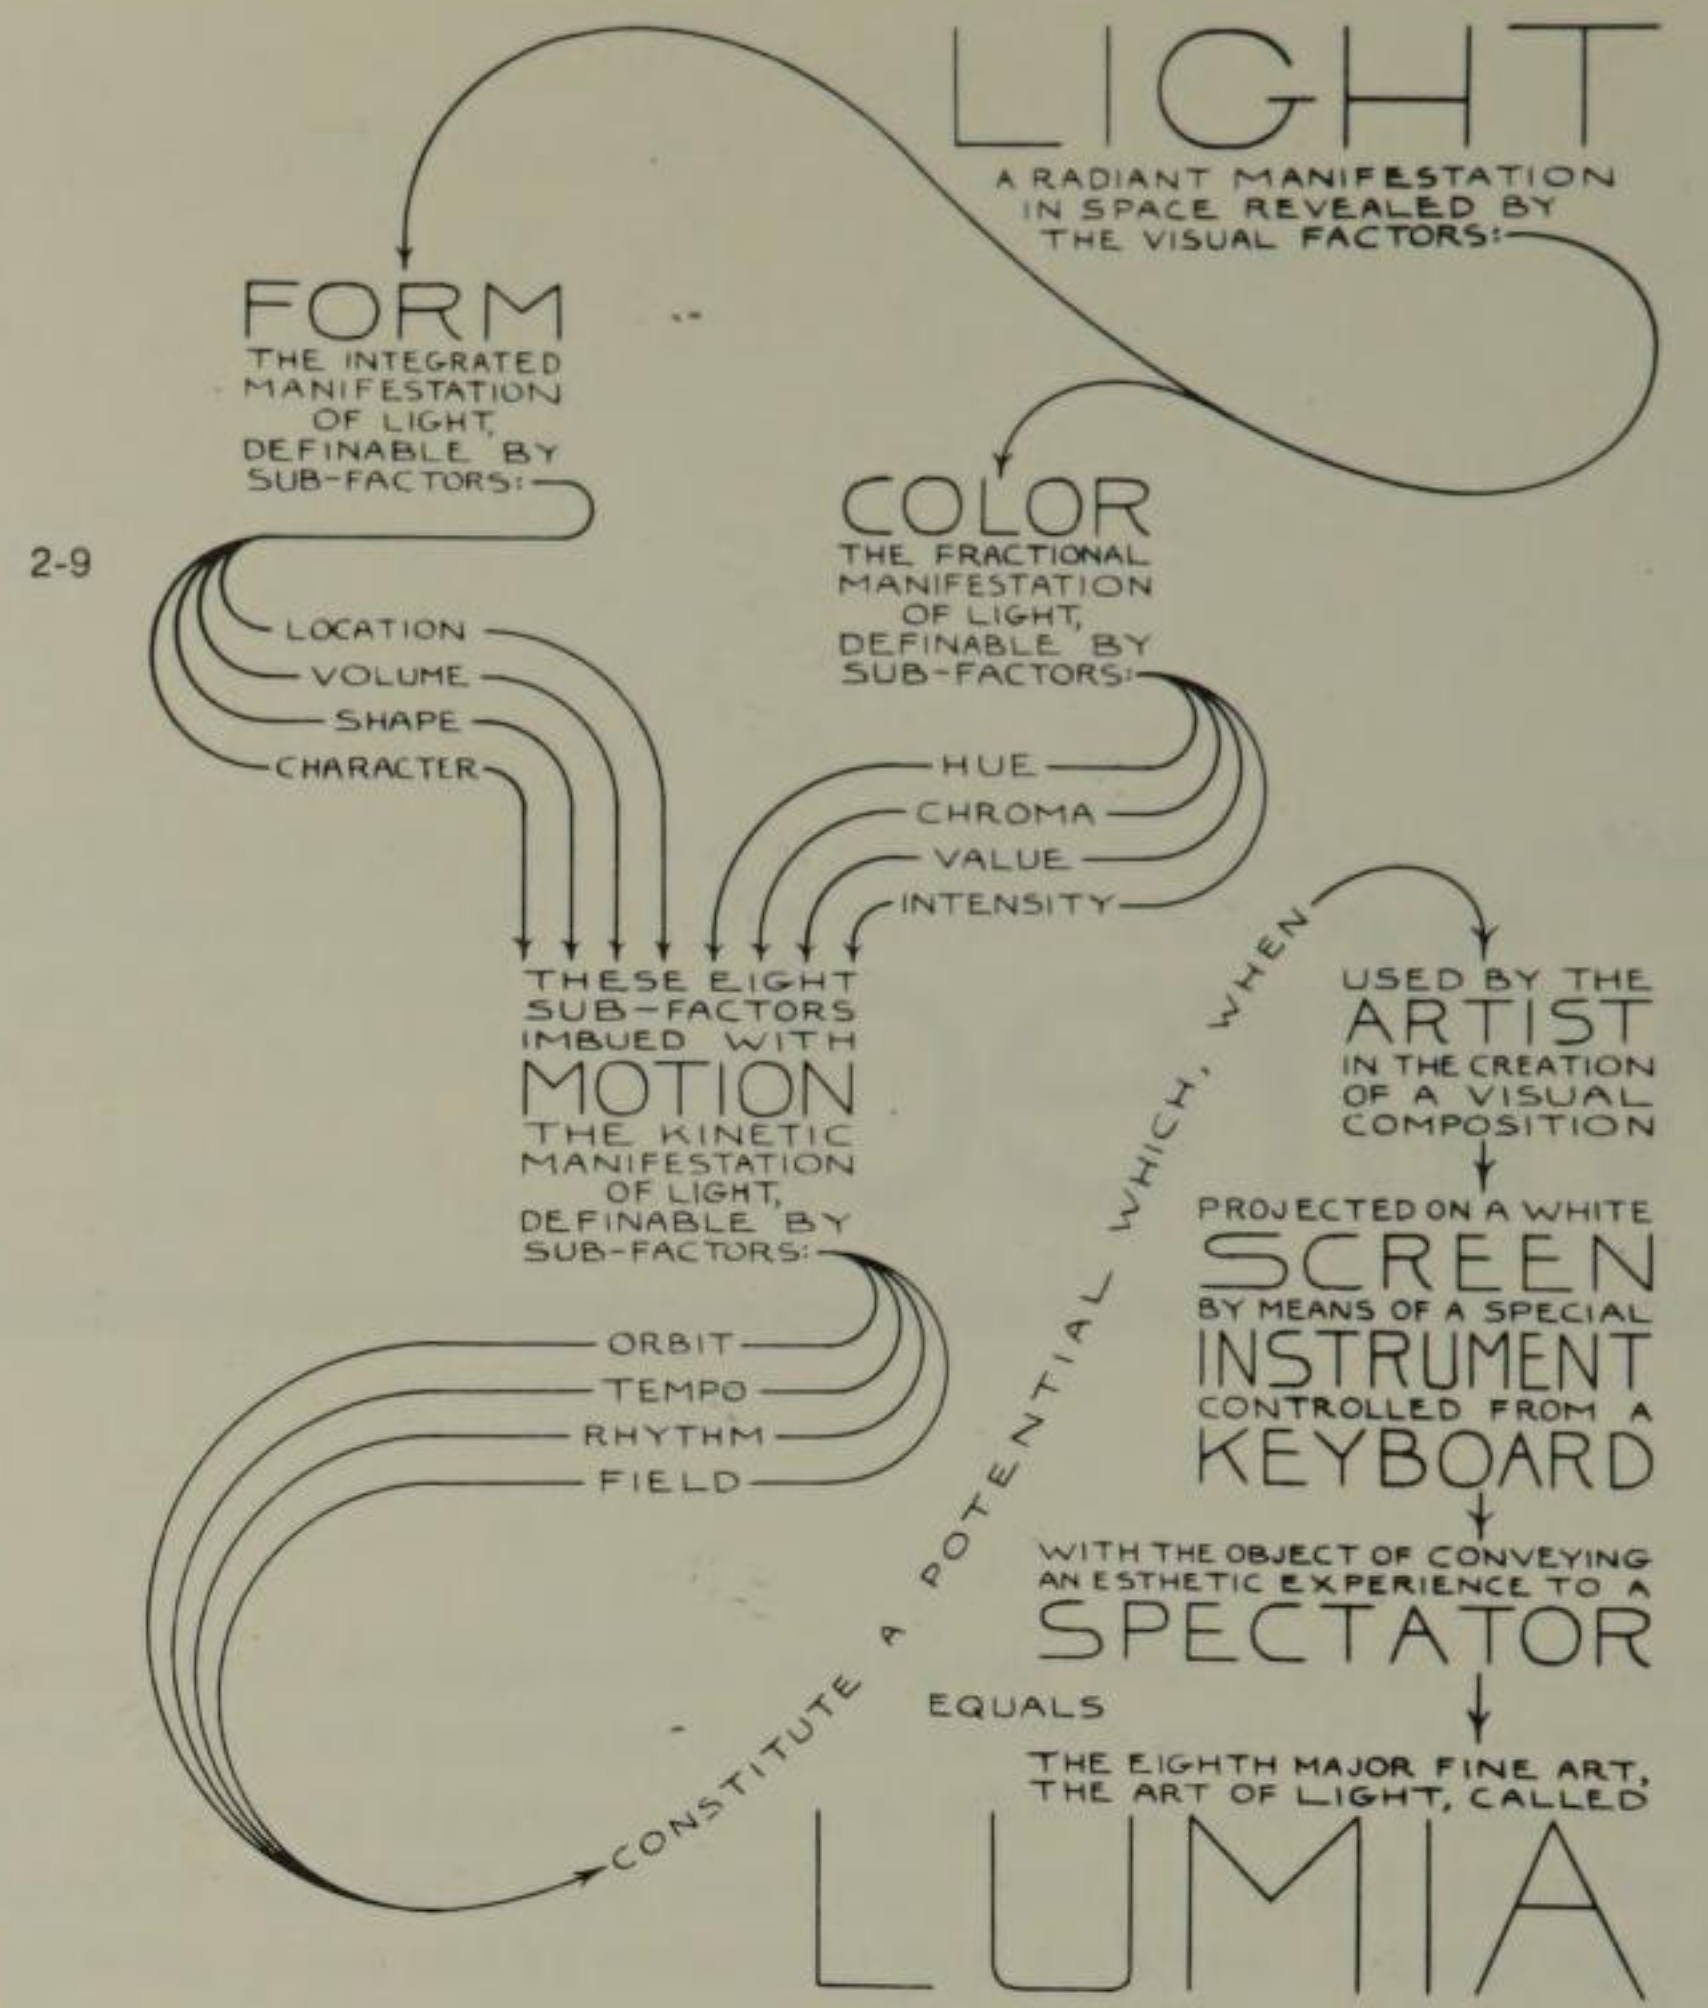 LIGHT
A RADIANT MANIFESTATION
IN SPACE REVEALED BY
THE VISUAL FACTORS:
FORM
THE INTEGRATED
MANIFESTATION
OF LIGHT,
DEFINABLE BY
SUB-FACTORS:
2-9
LOCATION
VOLUME
SHAPE
CHARACTER
COLOR
THE FRACTIONAL
MANIFESTATION
OF LIGHT,
DEFINABLE BY
SUB-FACTORS:
HUE
CHROMA
VALUE
INTENSITY
THESE EIGHT
SUB-FACTORS
IMBUED WITH
MOTION
THE KINETIC
MANIFESTATION
OF LIGHT,
DEFINABLE BY
SUB-FACTORS:
ORBIT
TEMPO
RHYTHM
FIELD
CONSTITUTE A POTENTIAL WHICH, WHEN
USED BY THE
ARTIST
IN THE CREATION
OF A VISUAL
COMPOSITION
PROJECTED ON A WHITE
SCREEN
BY MEANS OF A SPECIAL
INSTRUMENT
CONTROLLED FROM A
KEYBOARD
WITH THE OBJECT OF CONVEYING
AN ESTHETIC EXPERIENCE TO A
SPECTATOR
EQUALS
THE EIGHTH MAJOR FINE ART,
THE ART OF LIGHT, CALLED
LUMIA